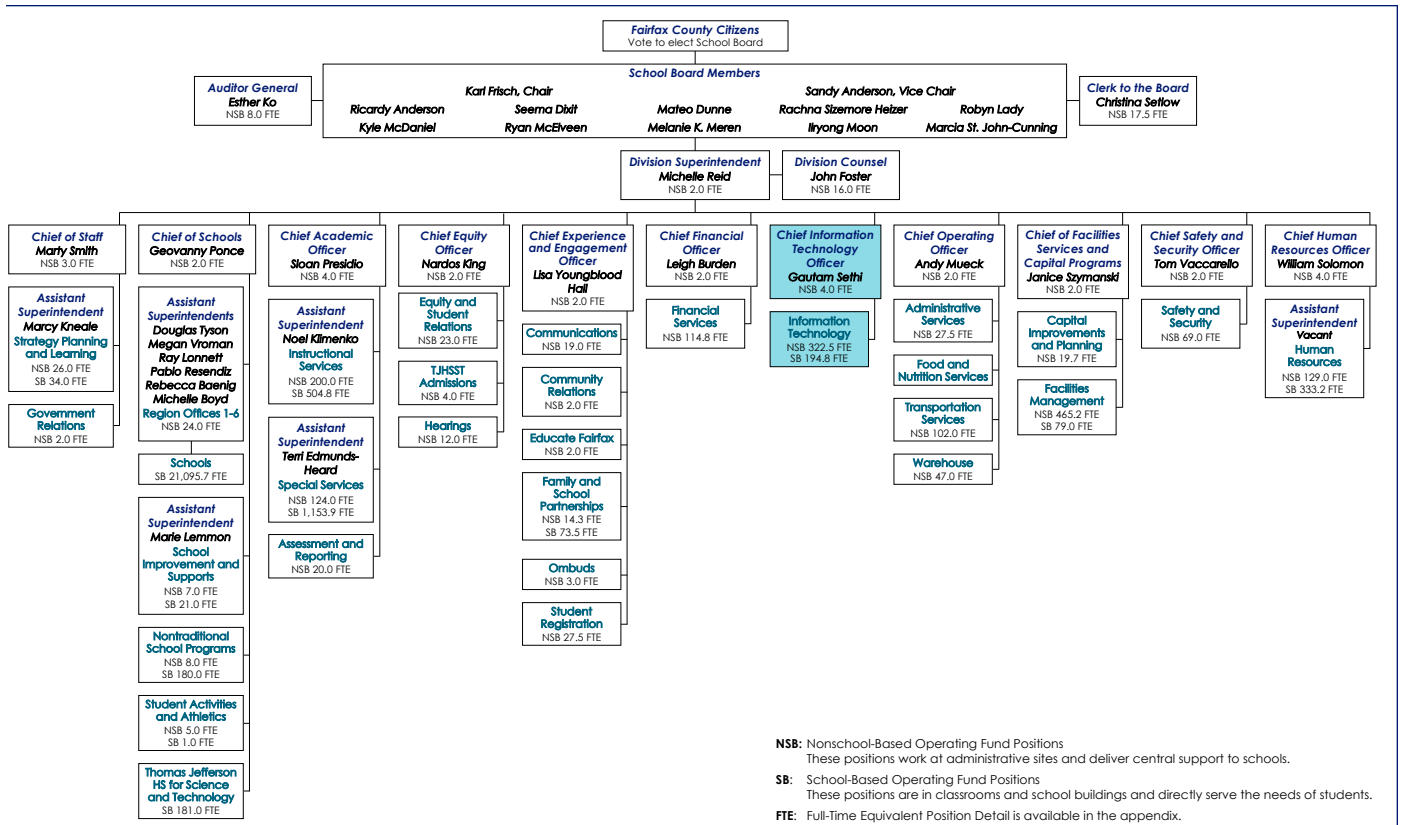 Fairfax County Citizens
Vote to elect School Board
School Board Members
Karl Frisch, Chair
Sandy Anderson, Vice Chair
Ricardy Anderson
Seema Dixit
Mateo Dunne
Rachna Sizemore Heizer
Robyn Lady
Kyle McDaniel
Ryan McElveen
Melanie K. Meren
Ilryong Moon
Marcia St. John-Cunning
Auditor General
Esther Ko
NSB 8.0 FTE
Clerk to the Board
Christina Setlow
NSB 17.5 FTE
Division Superintendent
Michelle Reid
NSB 2.0 FTE
Division Counsel
John Foster
NSB 16.0 FTE
Chief of Staff
Marty Smith
NSB 3.0 FTE
Assistant
Superintendent
Marcy Kneale
Strategy Planning
and Learning
NSB 26.0 FTE
SB 34.0 FTE
Government
Relations
NSB 2.0 FTE
Chief of Schools
Geovanny Ponce
NSB 2.0 FTE
Assistant
Superintendents
Douglas Tyson
Megan Vroman
Ray Lonnett
Pablo Resendiz
Rebecca Baenig
Michelle Boyd
Region Offices 1-6
NSB 24.0 FTE
Schools
SB 21,095.7 FTE
Assistant
Superintendent
Marie Lemmon
School
Improvement and
Supports
NSB 7.0 FTE
SB 21.0 FTE
Nontraditional
School Programs
NSB 8.0 FTE
SB 180.0 FTE
Student Activities
and Athletics
NSB 5.0 FTE
SB 1.0 FTE
Thomas Jefferson
HS for Science
and Technology
SB 181.0 FTE
Chief Academic
Officer
Sloan Presidio
NSB 4.0 FTE
Assistant
Superintendent
Noel Klimenko
Instructional
Services
NSB 200.0 FTE
SB 504.8 FTE
Assistant
Superintendent
Terri Edmunds-
Heard
Special Services
NSB 124.0 FTE
SB 1,153.9 FTE
Assessment and
Reporting
NSB 20.0 FTE
Chief Equity
Officer
Nardos King
NSB 2.0 FTE
Equity and
Student
Relations
NSB 23.0 FTE
TJHSST
Admissions
NSB 4.0 FTE
Hearings
NSB 12.0 FTE
Chief Experience
and Engagement
Officer
Lisa Youngblood
Hall
NSB 2.0 FTE
Communications
NSB 19.0 FTE
Community
Relations
NSB 2.0 FTE
Educate Fairfax
NSB 2.0 FTE
Family and
School
Partnerships
NSB 14.3 FTE
SB 73.5 FTE
Ombuds
NSB 3.0 FTE
Student
Registration
NSB 27.5 FTE
Chief Financial
Officer
Leigh Burden
NSB 2.0 FTE
Financial
Services
NSB 114.8 FTE
Chief Information
Technology
Officer
Gautam Sethi
NSB 4.0 FTE
Information
Technology
NSB 322.5 FTE
SB 194.8 FTE
Chief Operating
Officer
Andy Mueck
NSB 2.0 FTE
Administrative
Services
NSB 27.5 FTE
Food and
Nutrition Services
Transportation
Services
NSB 102.0 FTE
Warehouse
NSB 47.0 FTE
Chief of Facilities
Services and
Capital Programs
Janice Szymanski
NSB 2.0 FTE
Capital
Improvements
and Planning
NSB 19.7 FTE
Facilities
Management
NSB 465.2 FTE
SB 79.0 FTE
Chief Safety and
Security Officer
Tom Vaccarello
NSB 2.0 FTE
Safety and
Security
NSB 69.0 FTE
Chief Human
Resources Officer
William Solomon
NSB 4.0 FTE
Assistant
Superintendent
Vacant
Human
Resources
NSB 129.0 FTE
SB 333.2 FTE
NSB: Nonschool-Based Operating Fund Positions
These positions work at administrative sites and deliver central support to schools.
SB: School-Based Operating Fund Positions
These positions are in classrooms and school buildings and directly serve the needs of students.
FTE: Full-Time Equivalent Position Detail is available in the appendix.